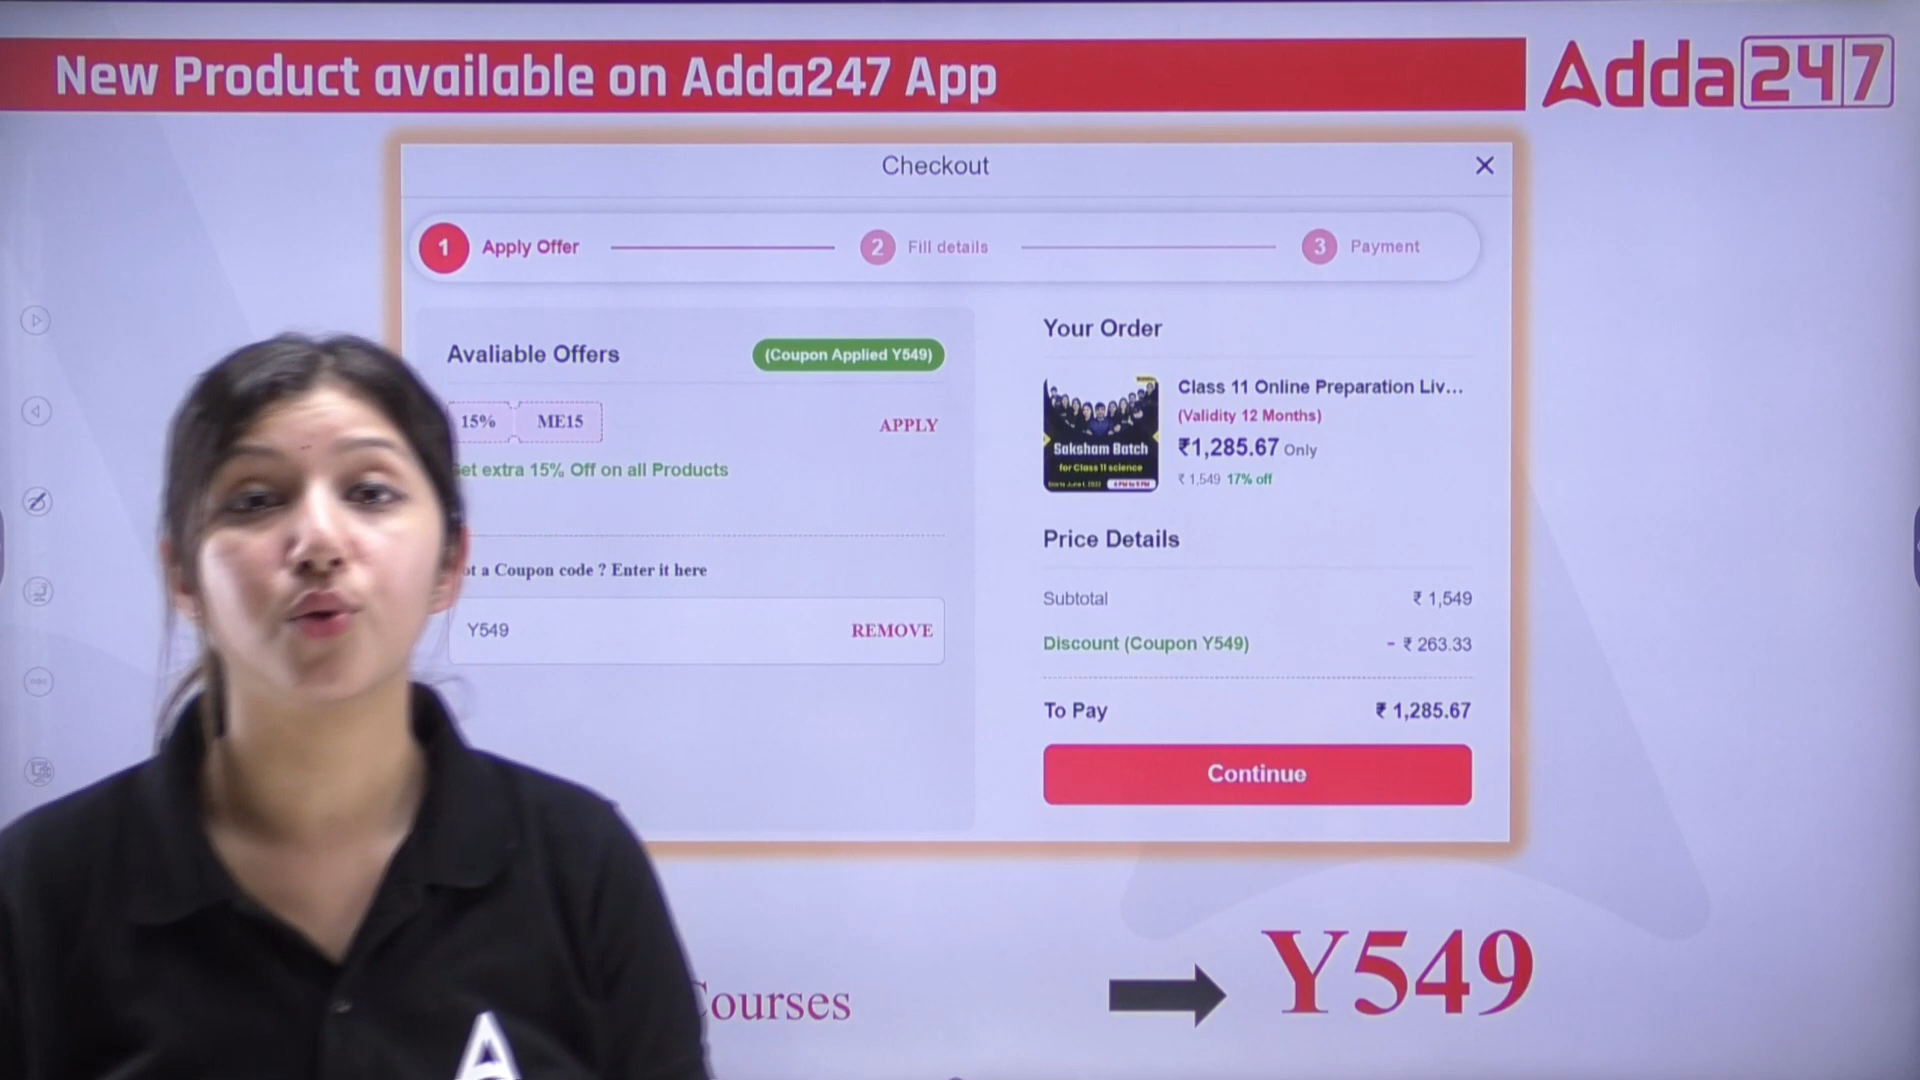 New Product available on Adda247 App
Adda247
Checkout
1 Apply Offer
2 Fill details
3 Payment
Avaliable Offers
(Coupon Applied Y549)
15% ME15
APPLY
extra 15% Off on all Products
a Coupon code ? Enter it here
Y549
REMOVE
Your Order
Class 11 Online Preparation Liv...
(Validity 12 Months)
₹1,285.67 Only
₹ 1,549 17% off
Saksham Batch
for Class 11 science
Price Details
Subtotal ₹ 1,549
Discount (Coupon Y549) - ₹ 263.33
To Pay ₹ 1,285.67
Continue
Courses
Y549